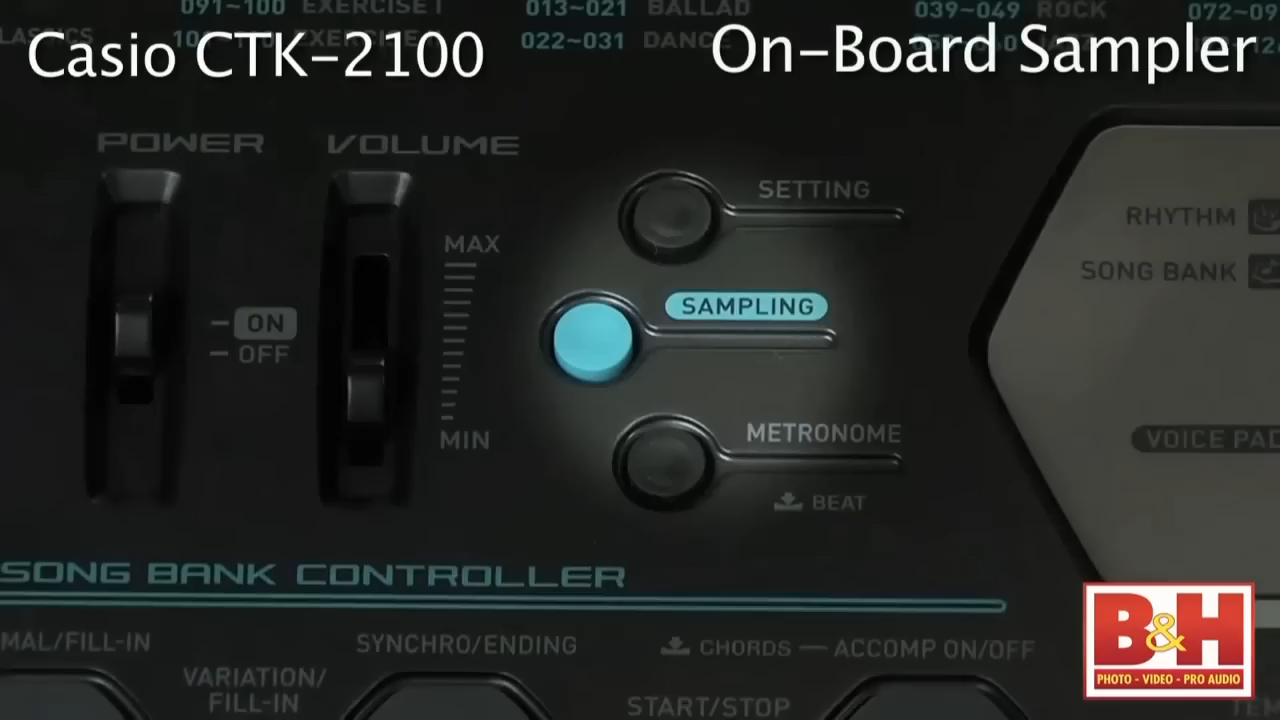 091~100 EXERCISE I
013~021 BALLAD
039~049 ROCK
072~09
022~031 DANC
Casio CTK-2100
On-Board Sampler
POWER
VOLUME
SETTING
RHYTHM
MAX
SONG BANK
SAMPLING
ON
OFF
MIN
METRONOME
VOICE PAD
BEAT
SONG BANK CONTROLLER
MAL/FILL-IN
SYNCHRO/ENDING
CHORDS — ACCOMP ON/OFF
VARIATION/
FILL-IN
START/STOP
B&H
PHOTO - VIDEO - PRO AUDIO